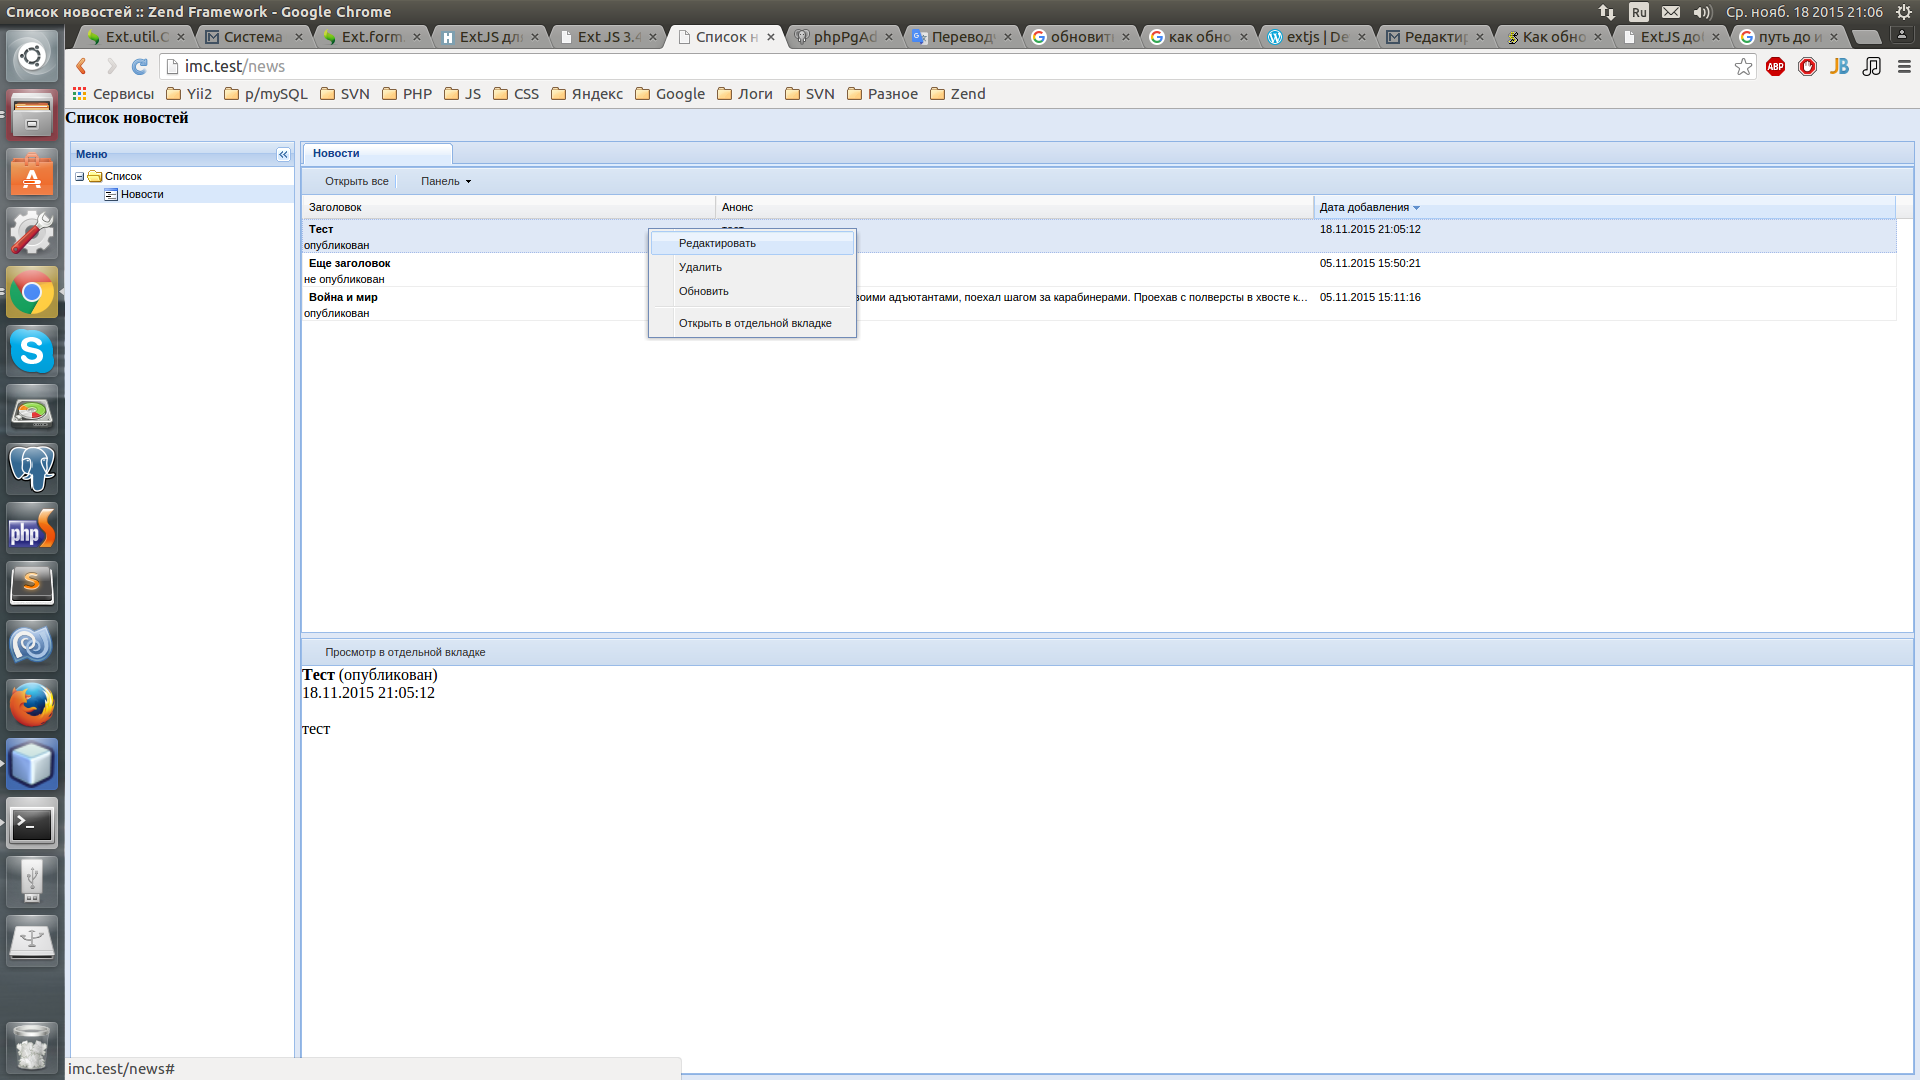 Список новостей :: Zend Framework - Google Chrome
Ru
Ср. нояб. 18 2015 21:06
Ext.util.C
Система
Ext.form.
ExtJS дл
Ext JS 3.4
Список н
phpPgAd
Перевод
обновит
как обно
extjs | De
Редактир
Как обно
ExtJS до
путь до и
imc.test/news
ABP
JB
Сервисы
Yii2
p/mySQL
SVN
PHP
JS
CSS
Яндекс
Google
Логи
SVN
Разное
Zend
Список новостей
Меню
Список
Новости
Новости
Открыть все
Панель
Заголовок
Анонс
Дата добавления
Тест
18.11.2015 21:05:12
опубликован
Еще заголовок
05.11.2015 15:50:21
не опубликован
Война и мир
воими адъютантами, поехал шагом за карабинерами. Проехав с полверсты в хвосте к...
05.11.2015 15:11:16
опубликован
Редактировать
Удалить
Обновить
Открыть в отдельной вкладке
Просмотр в отдельной вкладке
Тест (опубликован)
18.11.2015 21:05:12
тест
php
imc.test/news#